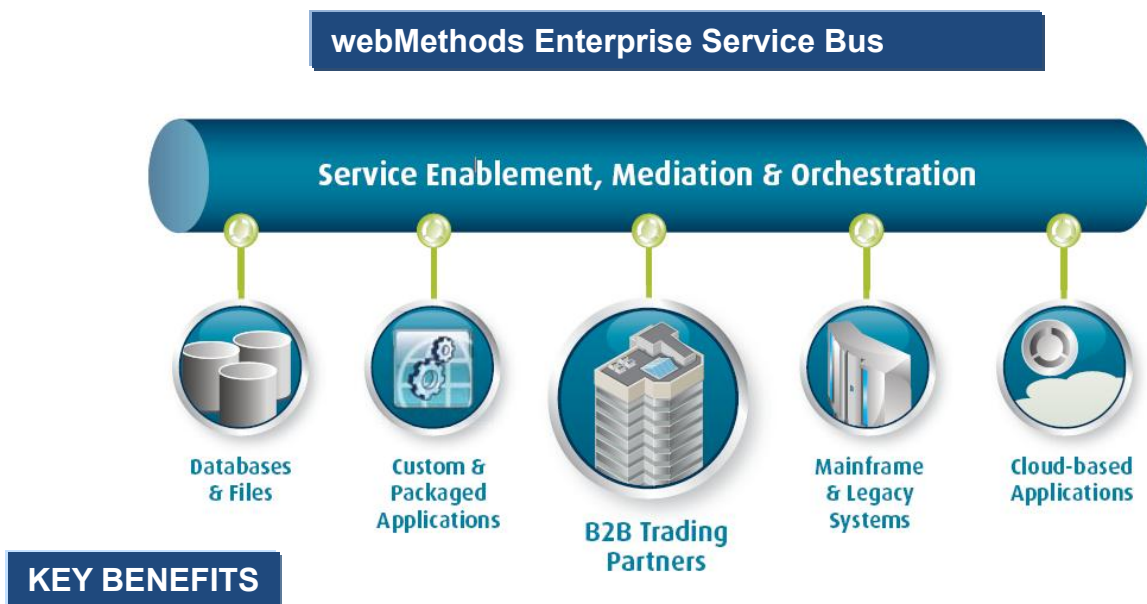 webMethods Enterprise Service Bus
Service Enablement, Mediation & Orchestration
Databases
& Files
Custom &
Packaged
Applications
B2B Trading
Partners
Mainframe
& Legacy
Systems
Cloud-based
Applications
KEY BENEFITS